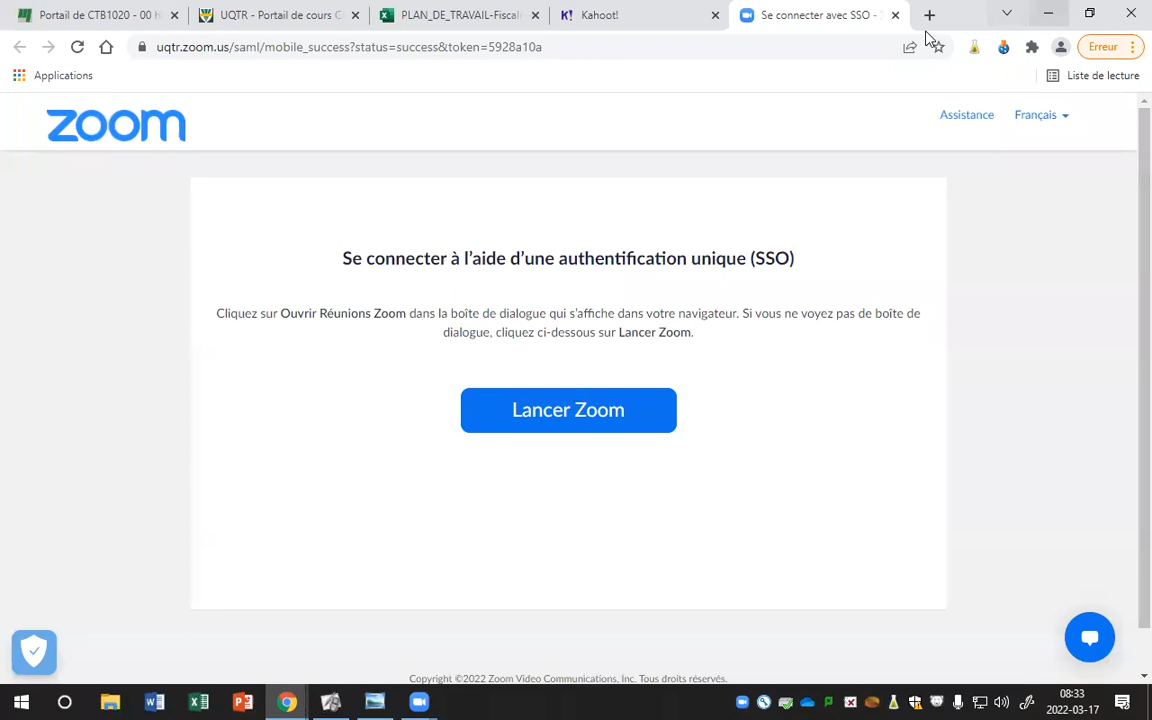 Portail de CTB1020 - 00 h
UQTR - Portail de cours C
PLAN_DE_TRAVAIL-Fiscali
Kahoot!
Se connecter avec SSO - Z
uqtr.zoom.us/saml/mobile_success?status=success&token=5928a10a
Erreur
Applications
Liste de lecture
zoom
Assistance
Français
Se connecter à l'aide d'une authentification unique (SSO)
Cliquez sur Ouvrir Réunions Zoom dans la boîte de dialogue qui s'affiche dans votre navigateur. Si vous ne voyez pas de boîte de
dialogue, cliquez ci-dessous sur Lancer Zoom.
Lancer Zoom
Copyright ©2022 Zoom Video Communications, Inc. Tous droits réservés.
08:33
2022-03-17